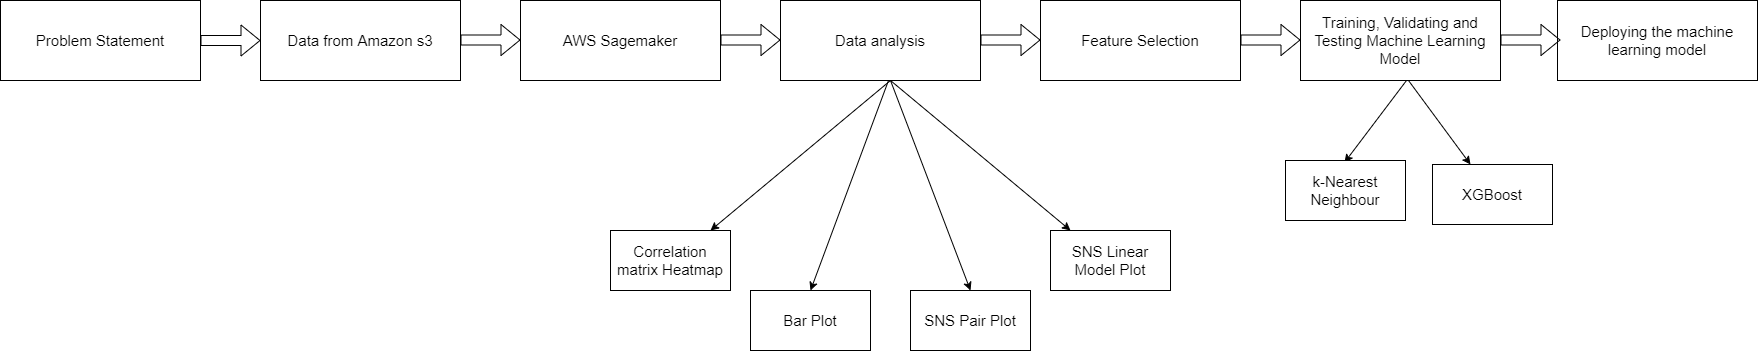 Problem Statement
Data from Amazon s3
AWS Sagemaker
Data analysis
Feature Selection
Training, Validating and
Testing Machine Learning
Model
Deploying the machine
learning model
Correlation
matrix Heatmap
Bar Plot
SNS Pair Plot
SNS Linear
Model Plot
k-Nearest
Neighbour
XGBoost